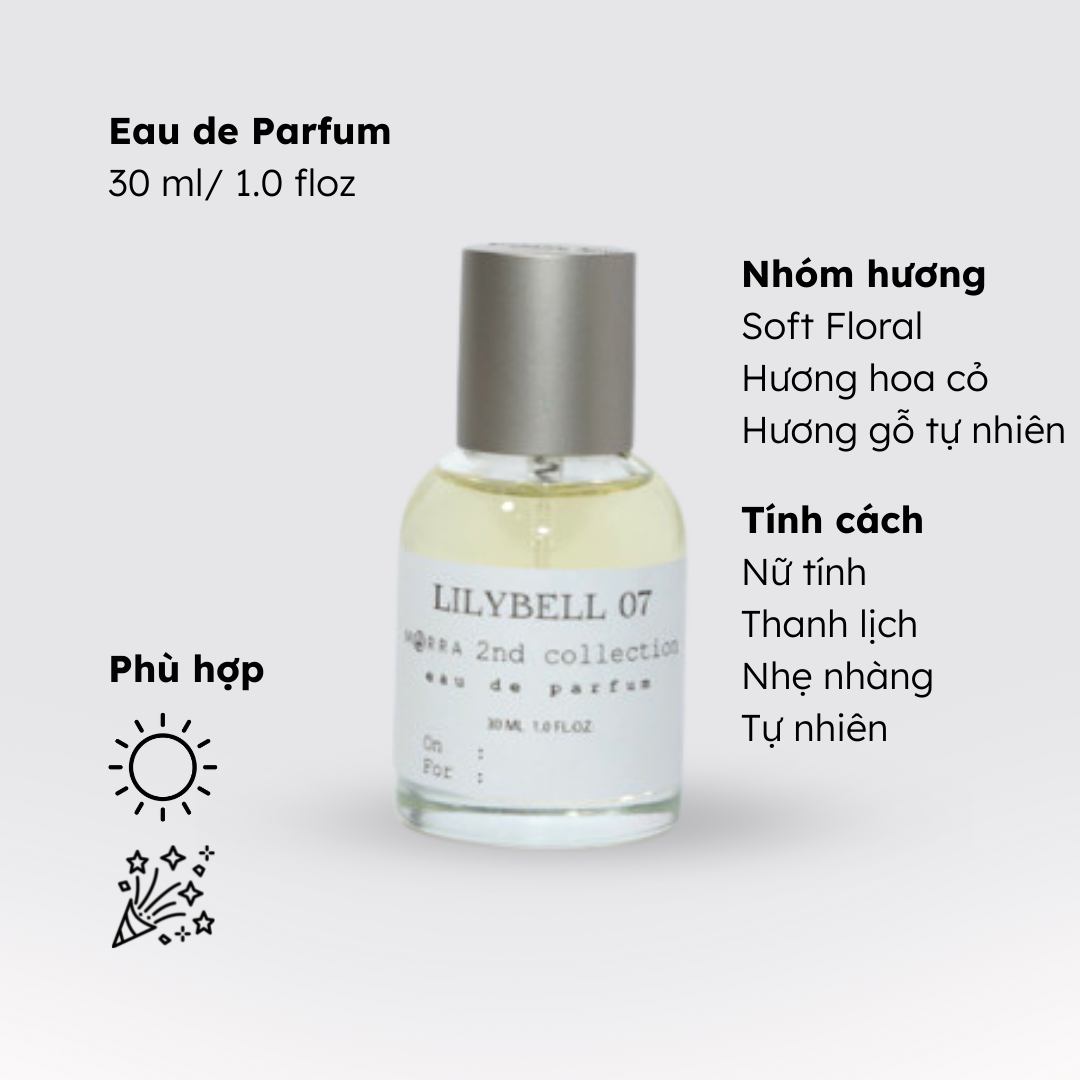 Eau de Parfum
30 ml/ 1.0 floz
Nhóm hương
Soft Floral
Hương hoa cỏ
Hương gỗ tự nhiên
Tính cách
Nữ tính
Thanh lịch
Nhẹ nhàng
Tự nhiên
Phù hợp
LILYBELL 07
2nd collection
eau de parfum
30 ML 1.0 FL.OZ
On :
For :